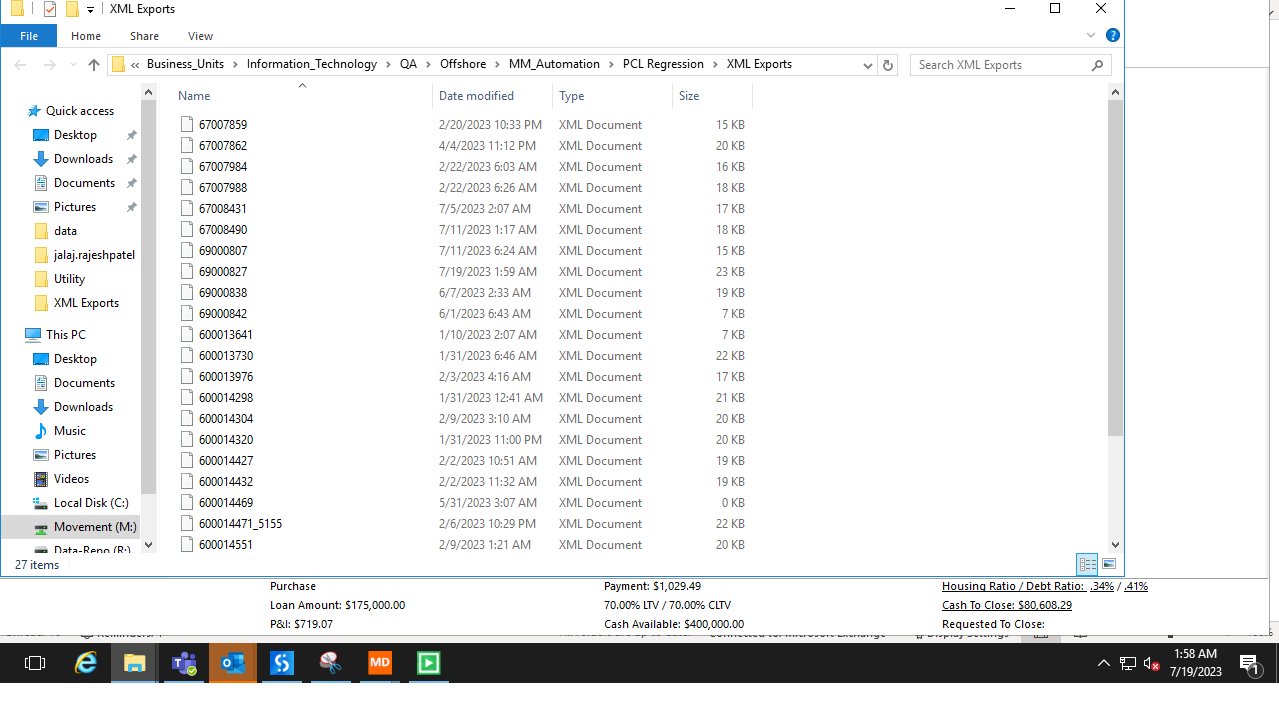 XML Exports
File Home Share View
« Business_Units › Information_Technology › QA › Offshore › MM_Automation › PCL Regression › XML Exports
Search XML Exports
Quick access
Desktop
Downloads
Documents
Pictures
data
jalaj.rajeshpatel
Utility
XML Exports
This PC
Desktop
Documents
Downloads
Music
Pictures
Videos
Local Disk (C:)
Movement (M:)
Data-Repo (R:)
Name Date modified Type Size
67007859 2/20/2023 10:33 PM XML Document 15 KB
67007862 4/4/2023 11:12 PM XML Document 20 KB
67007984 2/22/2023 6:03 AM XML Document 16 KB
67007988 2/22/2023 6:26 AM XML Document 18 KB
67008431 7/5/2023 2:07 AM XML Document 17 KB
67008490 7/11/2023 1:17 AM XML Document 18 KB
69000807 7/11/2023 6:24 AM XML Document 15 KB
69000827 7/19/2023 1:59 AM XML Document 23 KB
69000838 6/7/2023 2:33 AM XML Document 19 KB
69000842 6/1/2023 6:43 AM XML Document 7 KB
600013641 1/10/2023 2:07 AM XML Document 7 KB
600013730 1/31/2023 6:46 AM XML Document 22 KB
600013976 2/3/2023 4:16 AM XML Document 17 KB
600014298 1/31/2023 12:41 AM XML Document 21 KB
600014304 2/9/2023 3:10 AM XML Document 20 KB
600014320 1/31/2023 11:00 PM XML Document 20 KB
600014427 2/2/2023 10:51 AM XML Document 19 KB
600014432 2/2/2023 11:32 AM XML Document 19 KB
600014469 5/31/2023 3:07 AM XML Document 0 KB
600014471_5155 2/6/2023 10:29 PM XML Document 22 KB
600014551 2/9/2023 1:21 AM XML Document 20 KB
27 items
Purchase Payment: $1,029.49 Housing Ratio / Debt Ratio: .34% / .41%
Loan Amount: $175,000.00 70.00% LTV / 70.00% CLTV Cash To Close: $80,608.29
P&I: $719.07 Cash Available: $400,000.00 Requested To Close:
MD
1:58 AM
7/19/2023
1